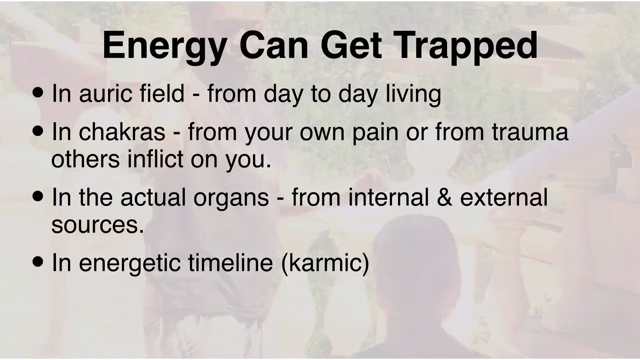 Energy Can Get Trapped
• In auric field - from day to day living
• In chakras - from your own pain or from trauma
others inflict on you.
• In the actual organs - from internal & external
sources.
• In energetic timeline (karmic)